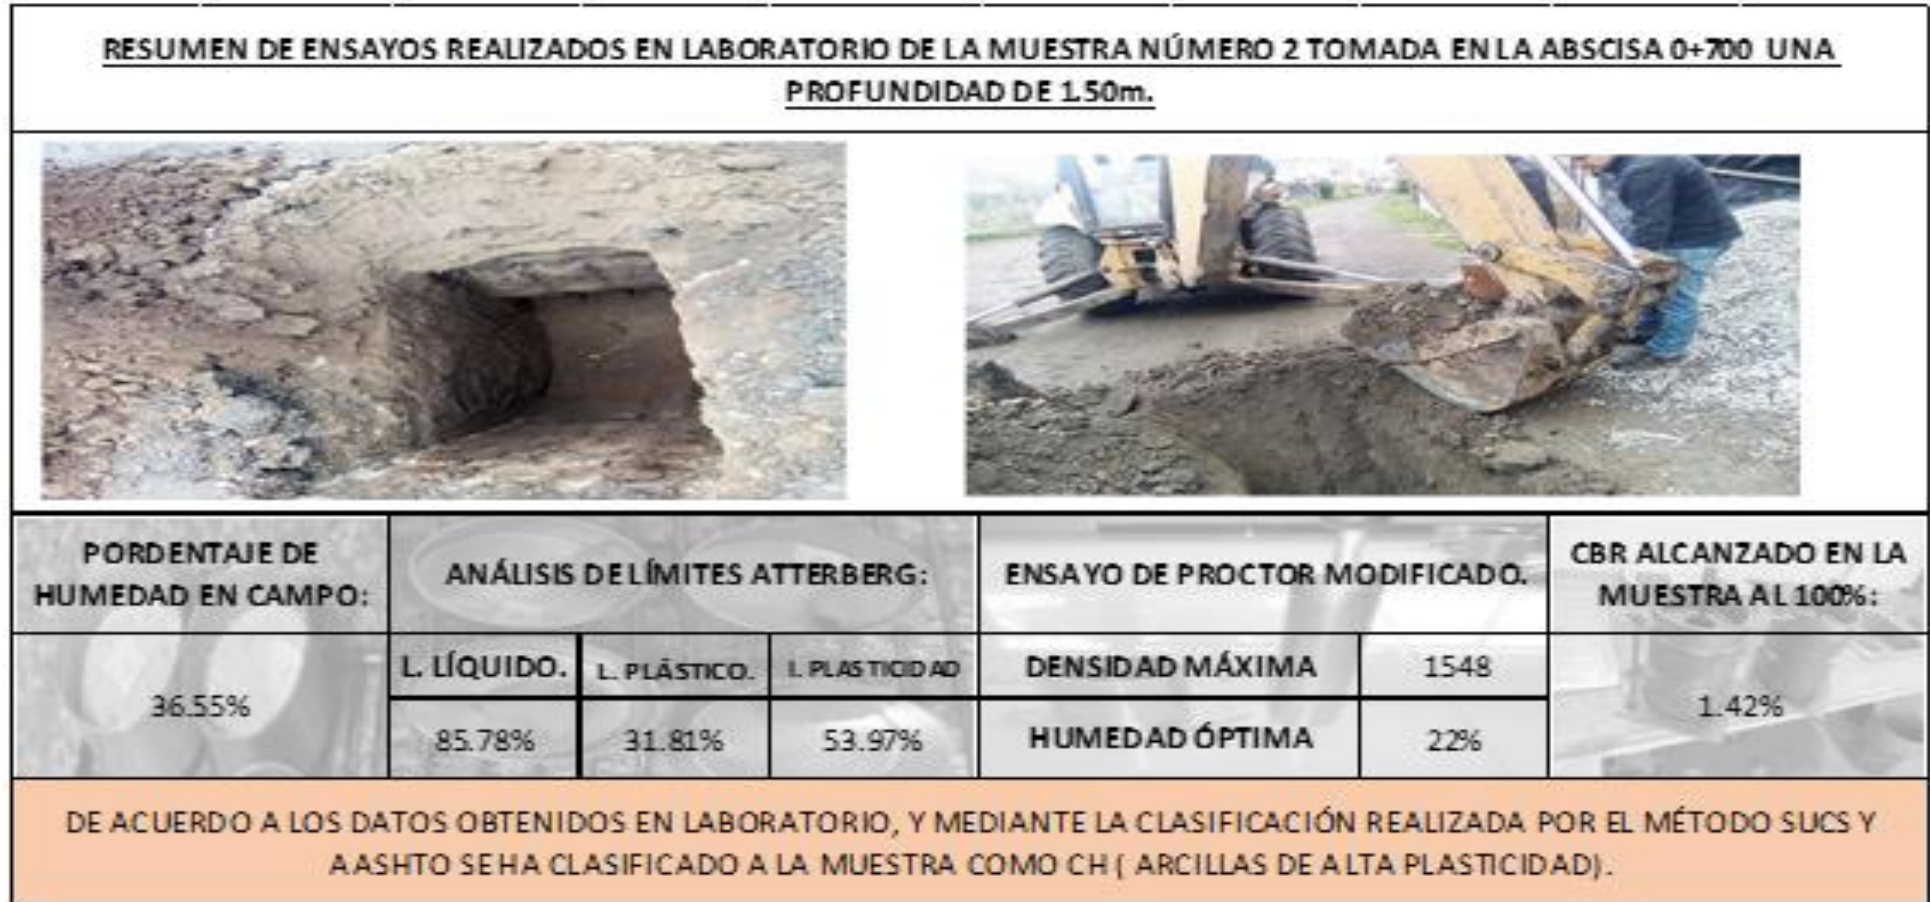 RESUMEN DE ENSAYOS REALIZADOS EN LABORATORIO DE LA MUESTRA NÚMERO 2 TOMADA EN LA ABSCISA 0+700 UNA
PROFUNDIDAD DE 1.50m.
PORDENTAJE DE
HUMEDAD EN CAMPO:
ANÁLISIS DE LÍMITES ATTERBERG:
ENSAYO DE PROCTOR MODIFICADO.
CBR ALCANZADO EN LA
MUESTRA AL 100%:
36.55%
L. LÍQUIDO.
L. PLÁSTICO.
I. PLASTICIDAD
DENSIDAD MÁXIMA
1548
1.42%
85.78%
31.81%
53.97%
HUMEDAD ÓPTIMA
22%
DE ACUERDO A LOS DATOS OBTENIDOS EN LABORATORIO, Y MEDIANTE LA CLASIFICACIÓN REALIZADA POR EL MÉTODO SUCS Y
AASHTO SE HA CLASIFICADO A LA MUESTRA COMO CH ( ARCILLAS DE ALTA PLASTICIDAD).